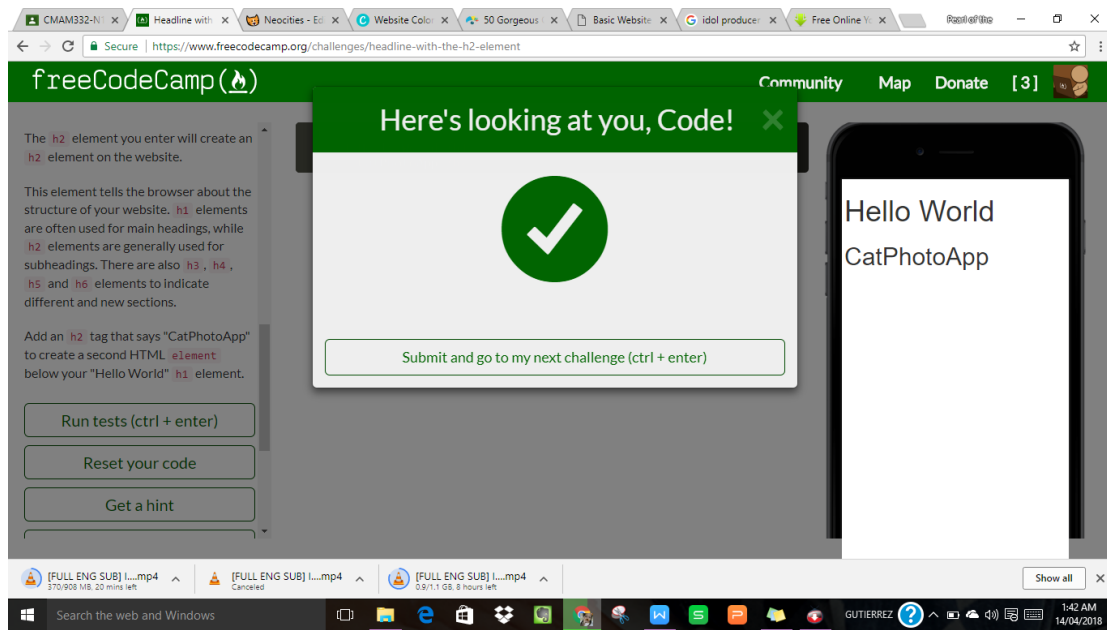 CMAM332-NT
Headline with
Neocities - Ed
Website Color
50 Gorgeous
Basic Website
idol producer
Free Online Yo
Secure
https://www.freecodecamp.org/challenges/headline-with-the-h2-element
freeCodeCamp
Community Map Donate [3]
The h2 element you enter will create an
h2 element on the website.
This element tells the browser about the
structure of your website. h1 elements
are often used for main headings, while
h2 elements are generally used for
subheadings. There are also h3, h4,
h5 and h6 elements to indicate
different and new sections.
Add an h2 tag that says "CatPhotoApp"
to create a second HTML element
below your "Hello World" h1 element.
Run tests (ctrl + enter)
Reset your code
Get a hint
Here's looking at you, Code!
Submit and go to my next challenge (ctrl + enter)
Hello World
CatPhotoApp
[FULL ENG SUB] I....mp4
370/908 MB, 20 mins left
[FULL ENG SUB] I....mp4
Canceled
[FULL ENG SUB] I....mp4
0.9/1.1 GB, 8 hours left
Show all
Search the web and Windows
GUTIERREZ
1:42 AM
14/04/2018